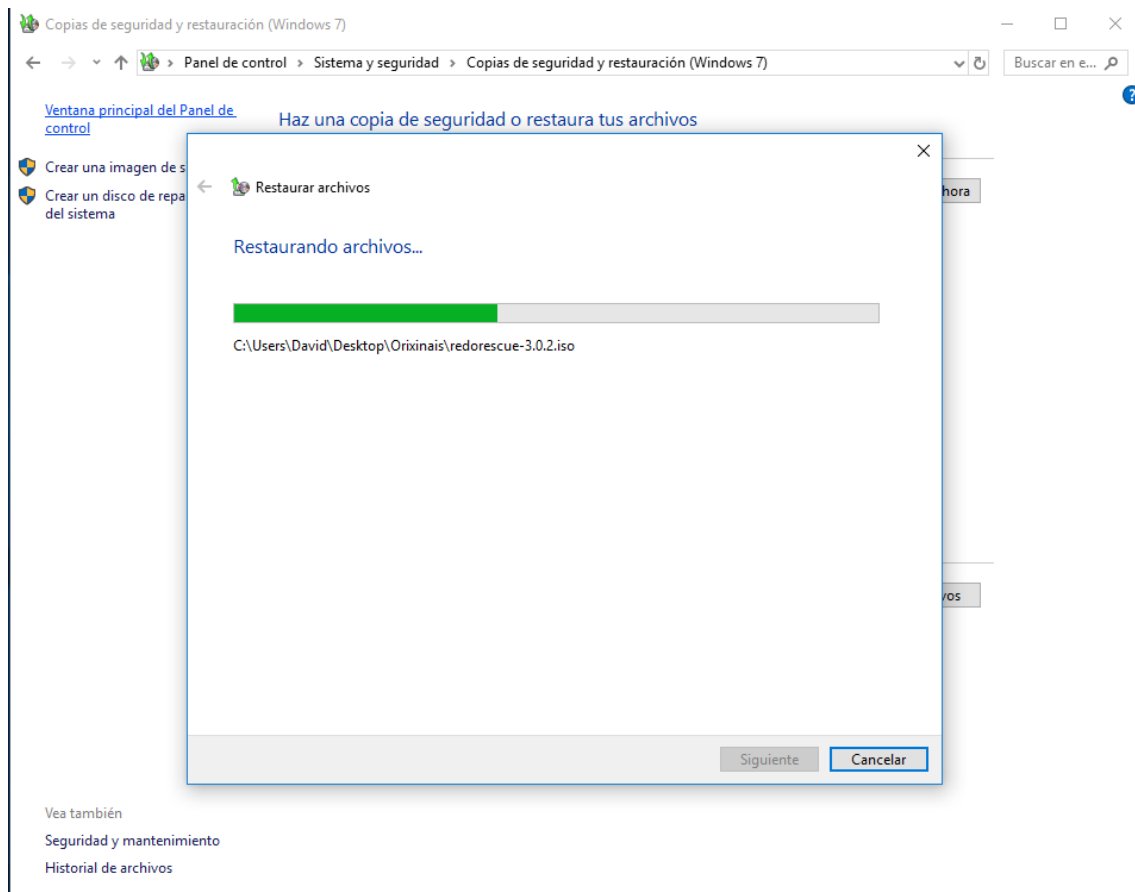 Copias de seguridad y restauración (Windows 7)
Panel de control > Sistema y seguridad > Copias de seguridad y restauración (Windows 7)
Buscar en e...
Ventana principal del Panel de
control
Haz una copia de seguridad o restaura tus archivos
Crear una imagen de s
Crear un disco de repa
del sistema
hora
Restaurar archivos
Restaurando archivos...
C:\Users\David\Desktop\Orixinais\redorescue-3.0.2.iso
vos
Siguiente
Cancelar
Vea también
Seguridad y mantenimiento
Historial de archivos